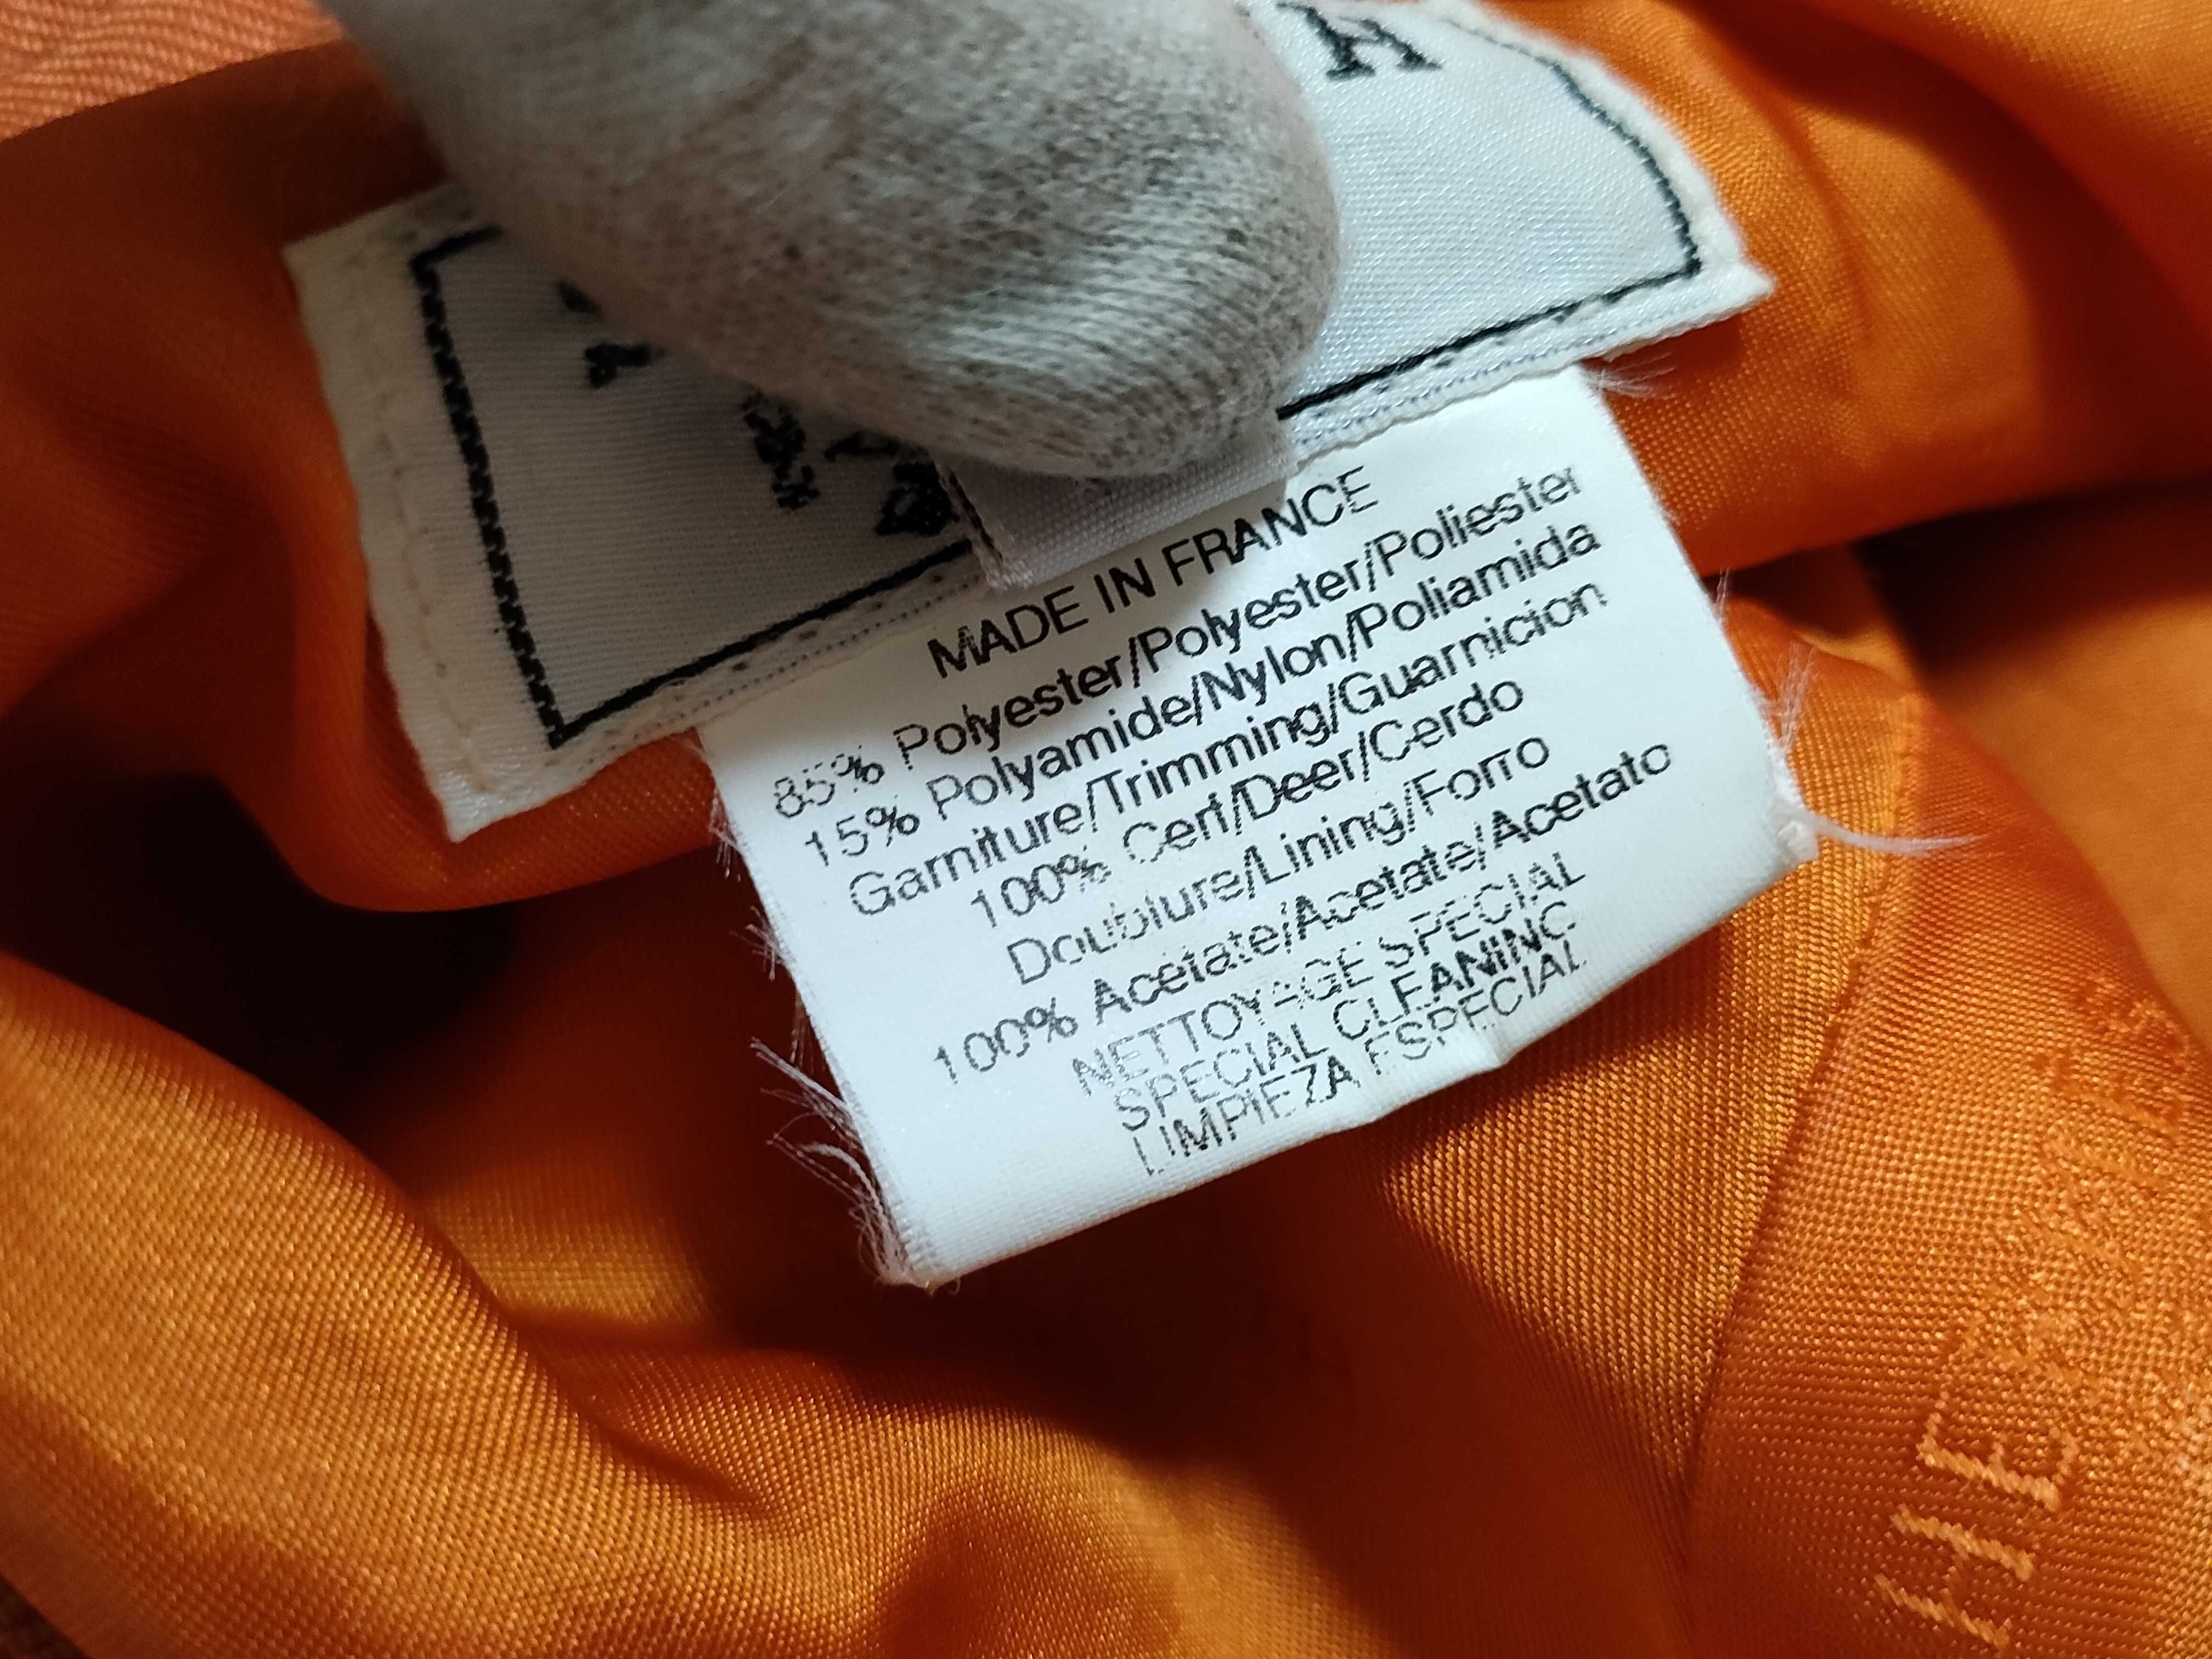 MADE IN FRANCE
85% Polyester/Polyester/Poliester
15% Polyamide/Nylon/Poliamida
Garniture/Trimming/Guarnicion
100% Cerf/Deer/Cerdo
Doublure/Lining/Forro
100% Acetate/Acetate/Acetato
NETTOYAGE SPECIAL
SPECIAL CLEANING
LIMPIEZA ESPECIAL
HERMES